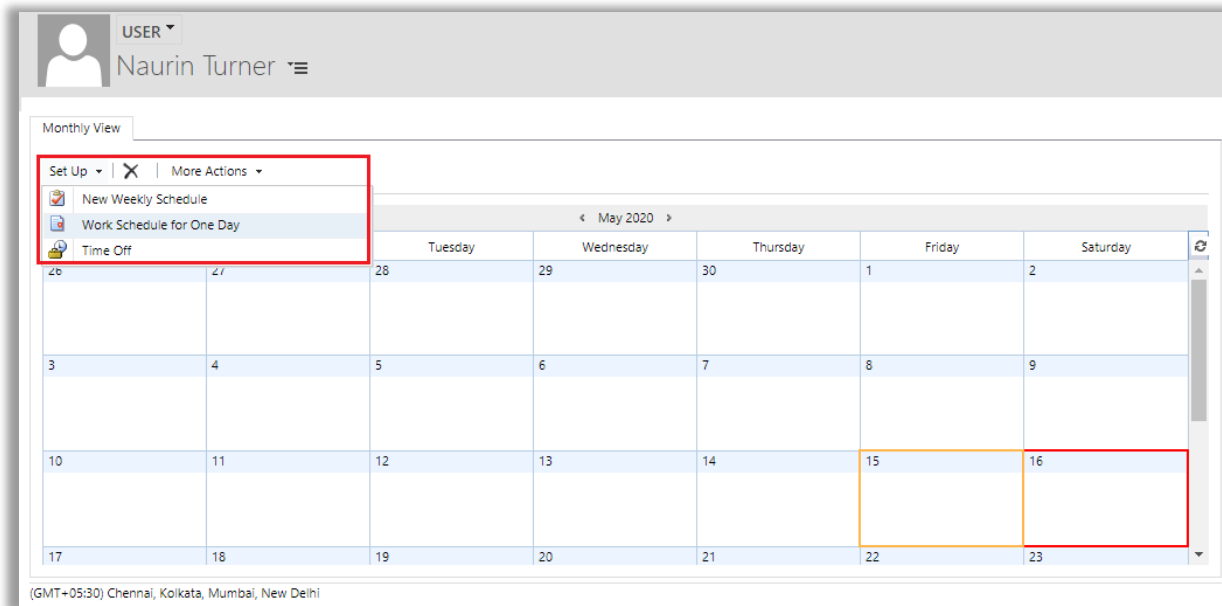 USER
Naurin Turner
Monthly View
Set Up More Actions
New Weekly Schedule
Work Schedule for One Day
Time Off
May 2020
Tuesday Wednesday Thursday Friday Saturday
26 27 28 29 30 1 2
3 4 5 6 7 8 9
10 11 12 13 14 15 16
17 18 19 20 21 22 23
(GMT+05:30) Chennai, Kolkata, Mumbai, New Delhi